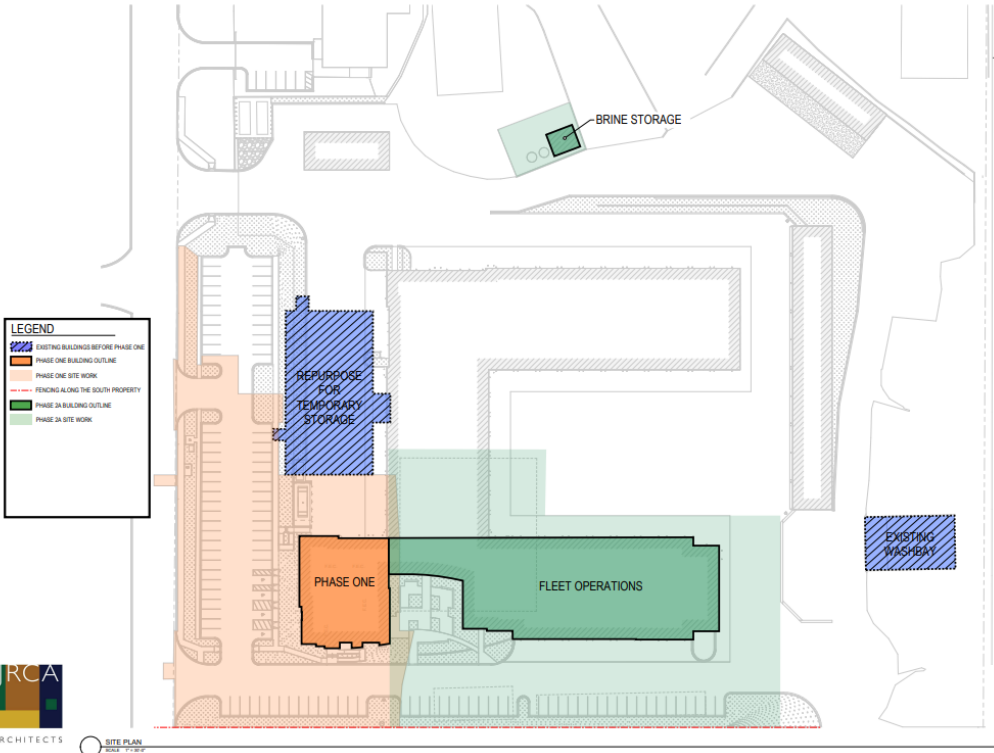 BRINE STORAGE
LEGEND
EXISTING BUILDINGS BEFORE PHASE ONE
PHASE ONE BUILDING OUTLINE
PHASE ONE SITE WORK
FENCING ALONG THE SOUTH PROPERTY
PHASE 2A BUILDING OUTLINE
PHASE 2A SITE WORK
REPURPOSE
FOR
TEMPORARY
STORAGE
EXISTING
WASHBAY
PHASE ONE
FLEET OPERATIONS
JRCA
ARCHITECTS
SITE PLAN